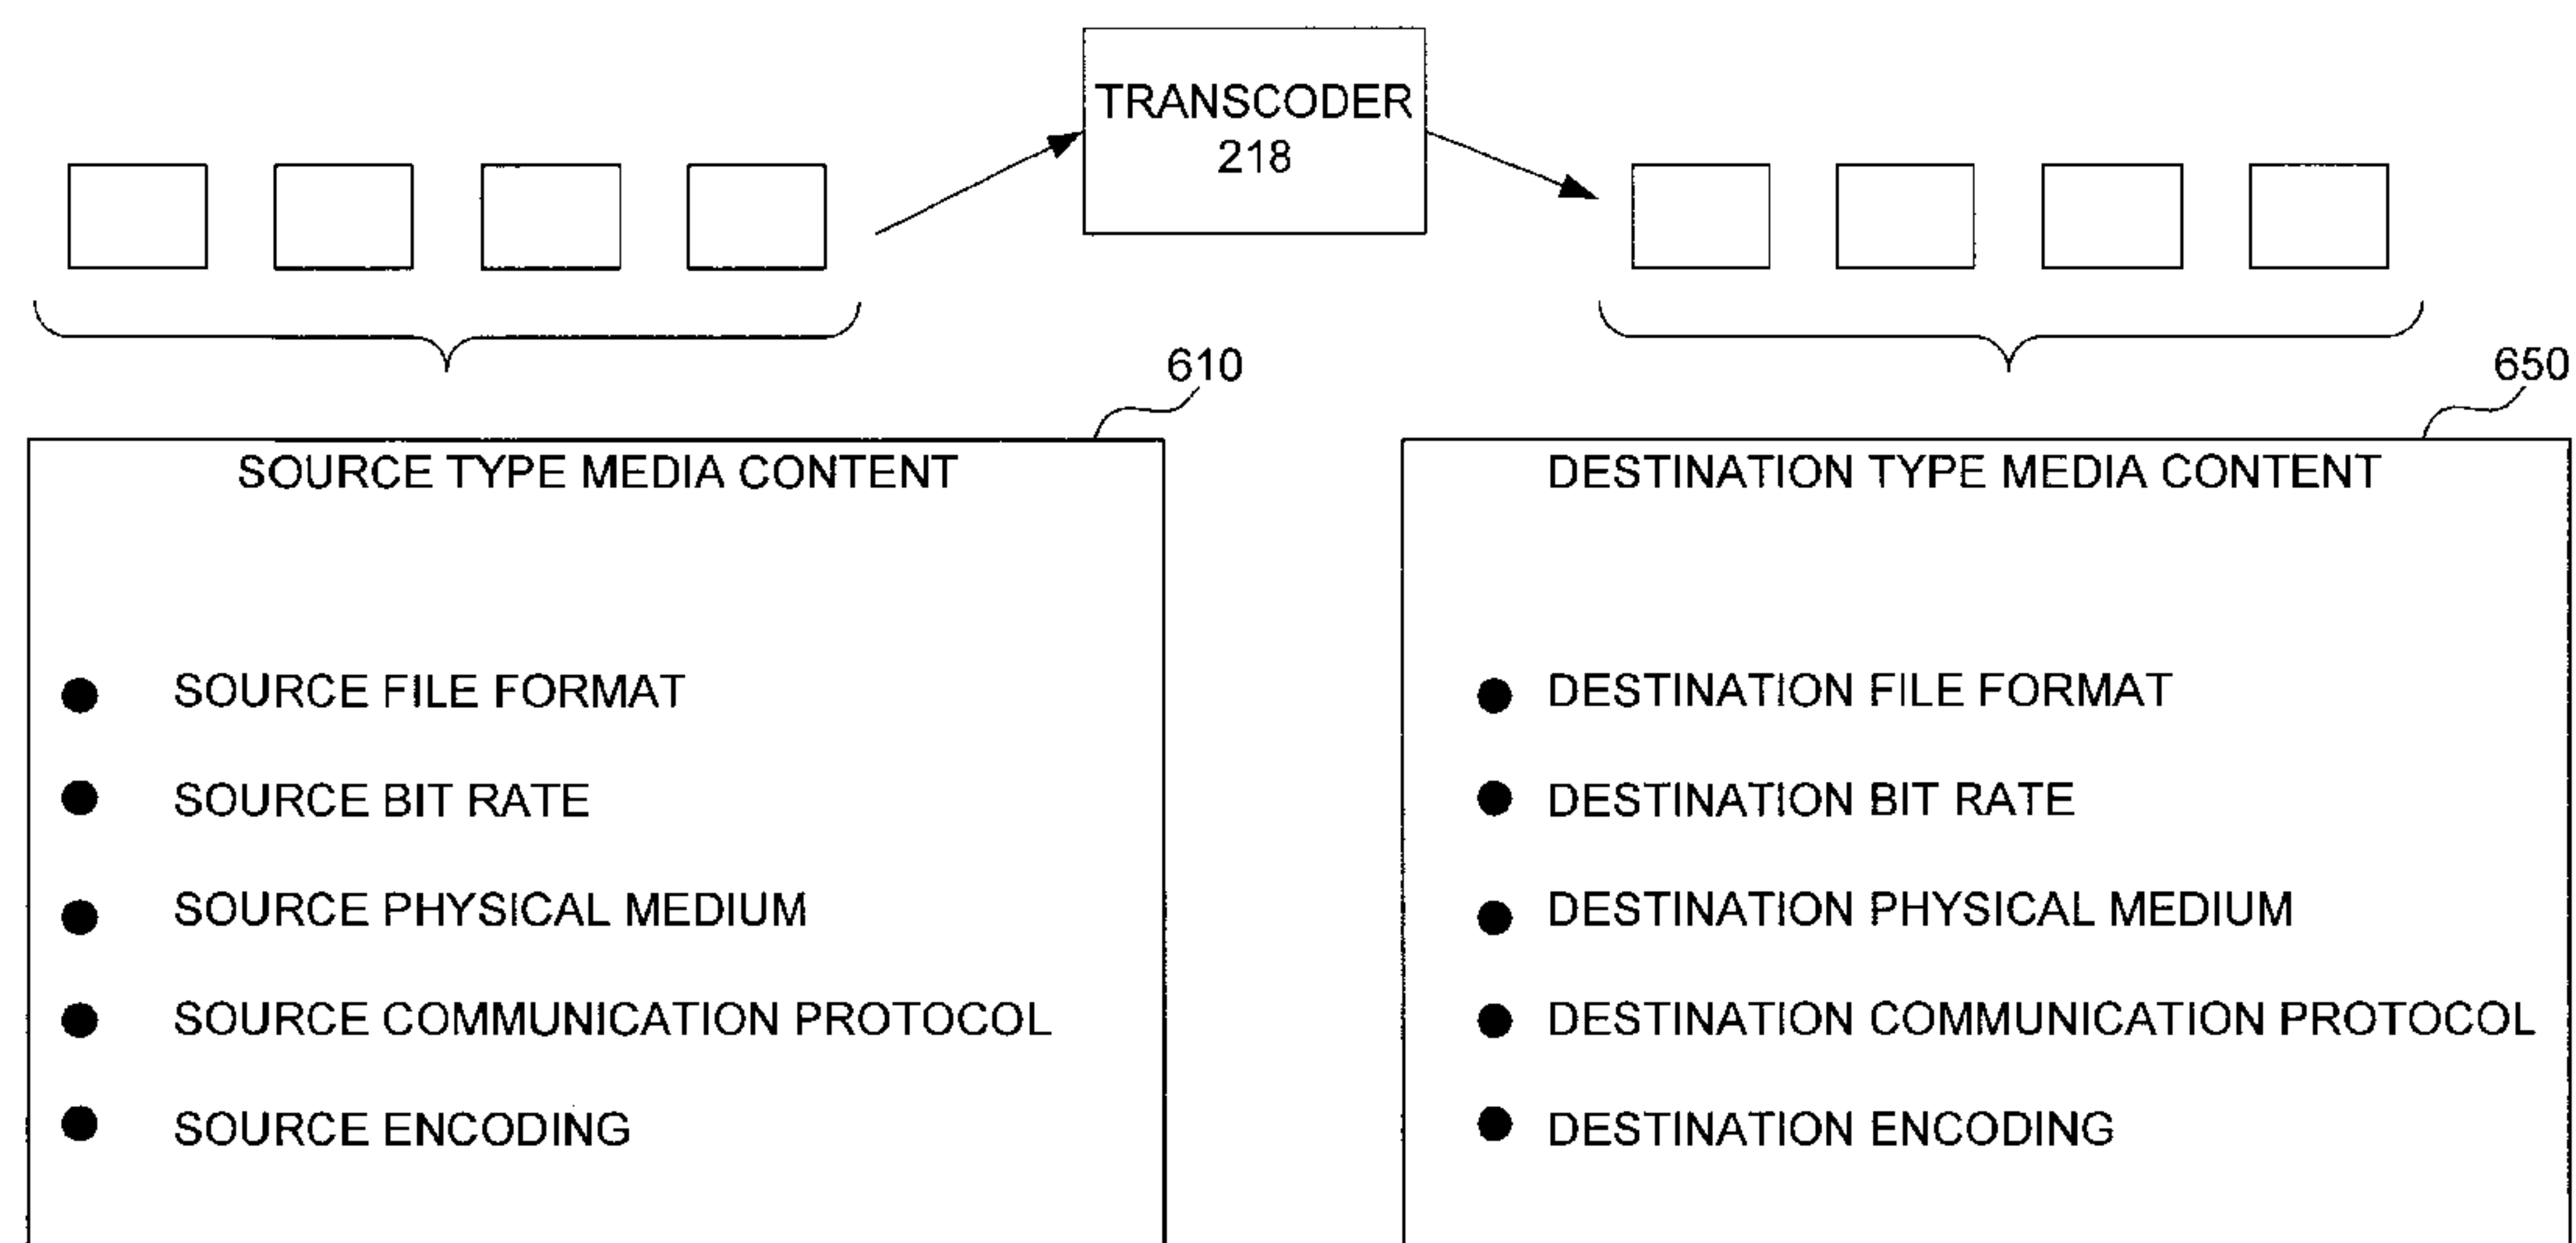 TRANSCODER
218
610
650
SOURCE TYPE MEDIA CONTENT
● SOURCE FILE FORMAT
● SOURCE BIT RATE
● SOURCE PHYSICAL MEDIUM
● SOURCE COMMUNICATION PROTOCOL
● SOURCE ENCODING
DESTINATION TYPE MEDIA CONTENT
● DESTINATION FILE FORMAT
● DESTINATION BIT RATE
● DESTINATION PHYSICAL MEDIUM
● DESTINATION COMMUNICATION PROTOCOL
● DESTINATION ENCODING